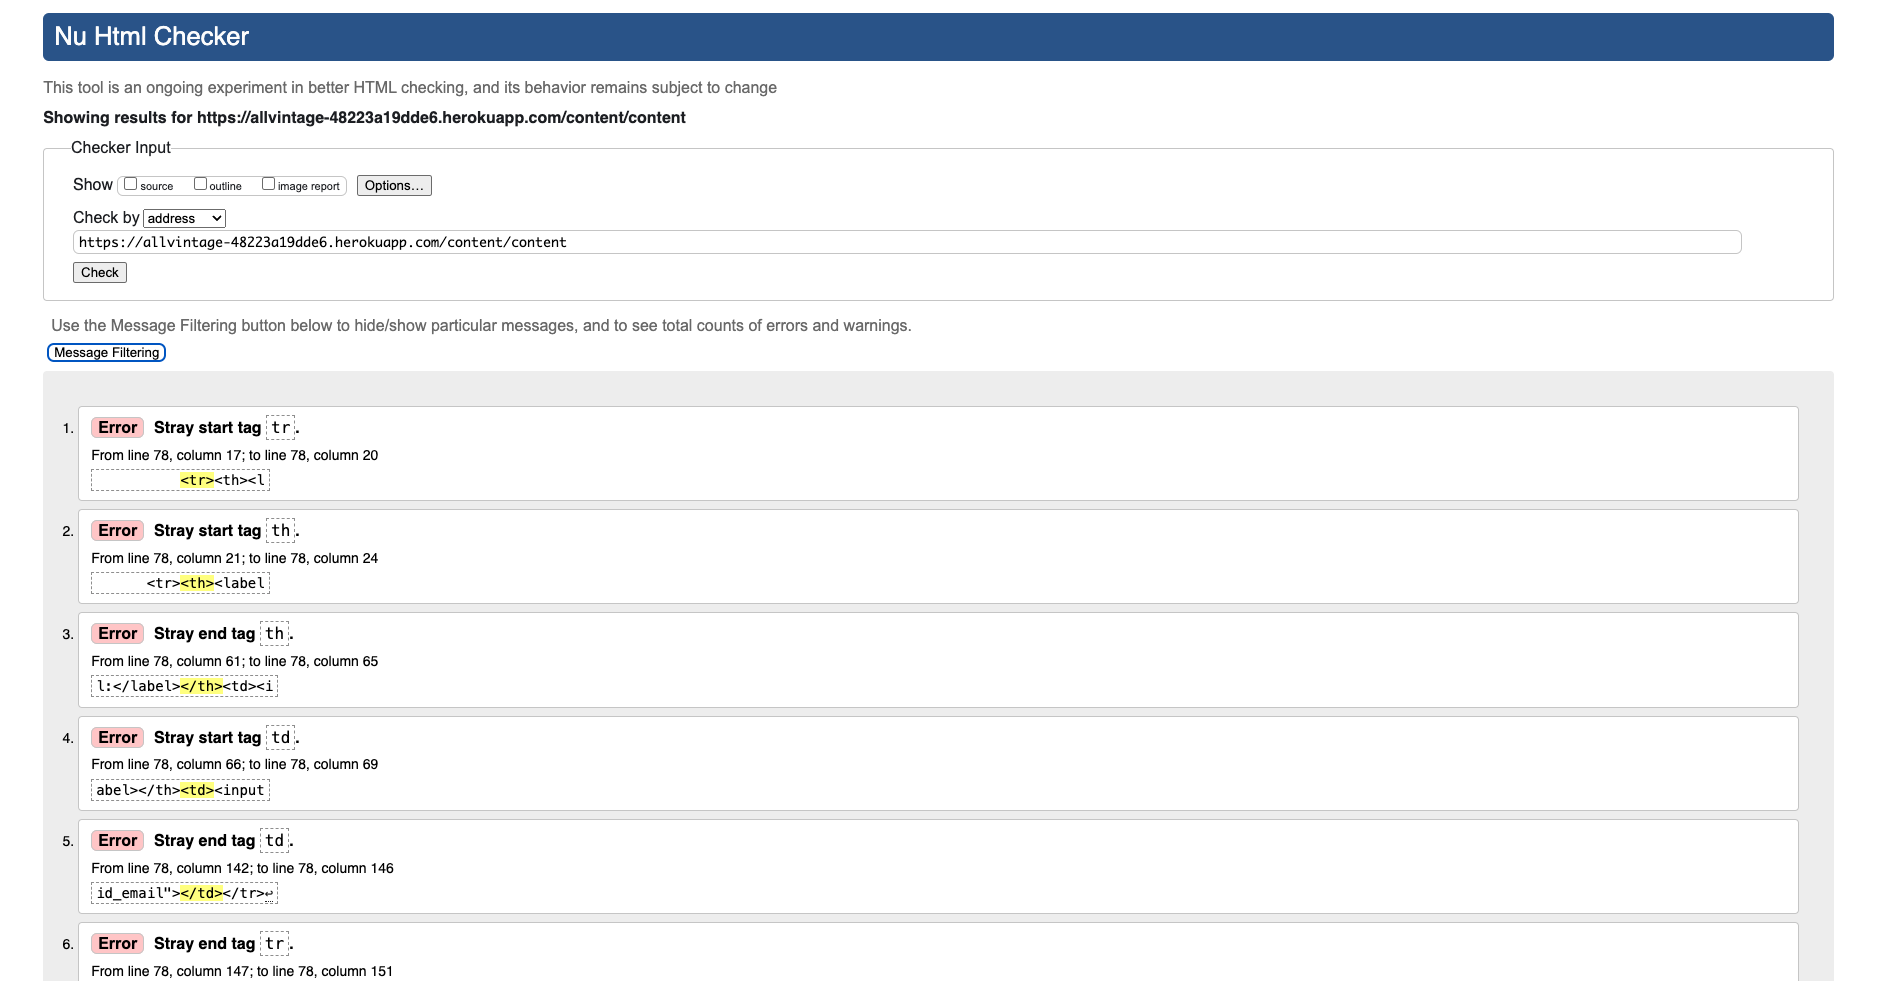 Nu Html Checker
This tool is an ongoing experiment in better HTML checking, and its behavior remains subject to change
Showing results for https://allvintage-48223a19dde6.herokuapp.com/content/content
Checker Input
Show source outline image report Options...
Check by address
https://allvintage-48223a19dde6.herokuapp.com/content/content
Check
Use the Message Filtering button below to hide/show particular messages, and to see total counts of errors and warnings.
Message Filtering
1. Error Stray start tag tr.
From line 78, column 17; to line 78, column 20
<tr><th><l
2. Error Stray start tag th.
From line 78, column 21; to line 78, column 24
<tr><th><label
3. Error Stray end tag th.
From line 78, column 61; to line 78, column 65
l:</label></th><td><i
4. Error Stray start tag td.
From line 78, column 66; to line 78, column 69
abel></th><td><input
5. Error Stray end tag td.
From line 78, column 142; to line 78, column 146
id_email"></td></tr>↩
6. Error Stray end tag tr.
From line 78, column 147; to line 78, column 151